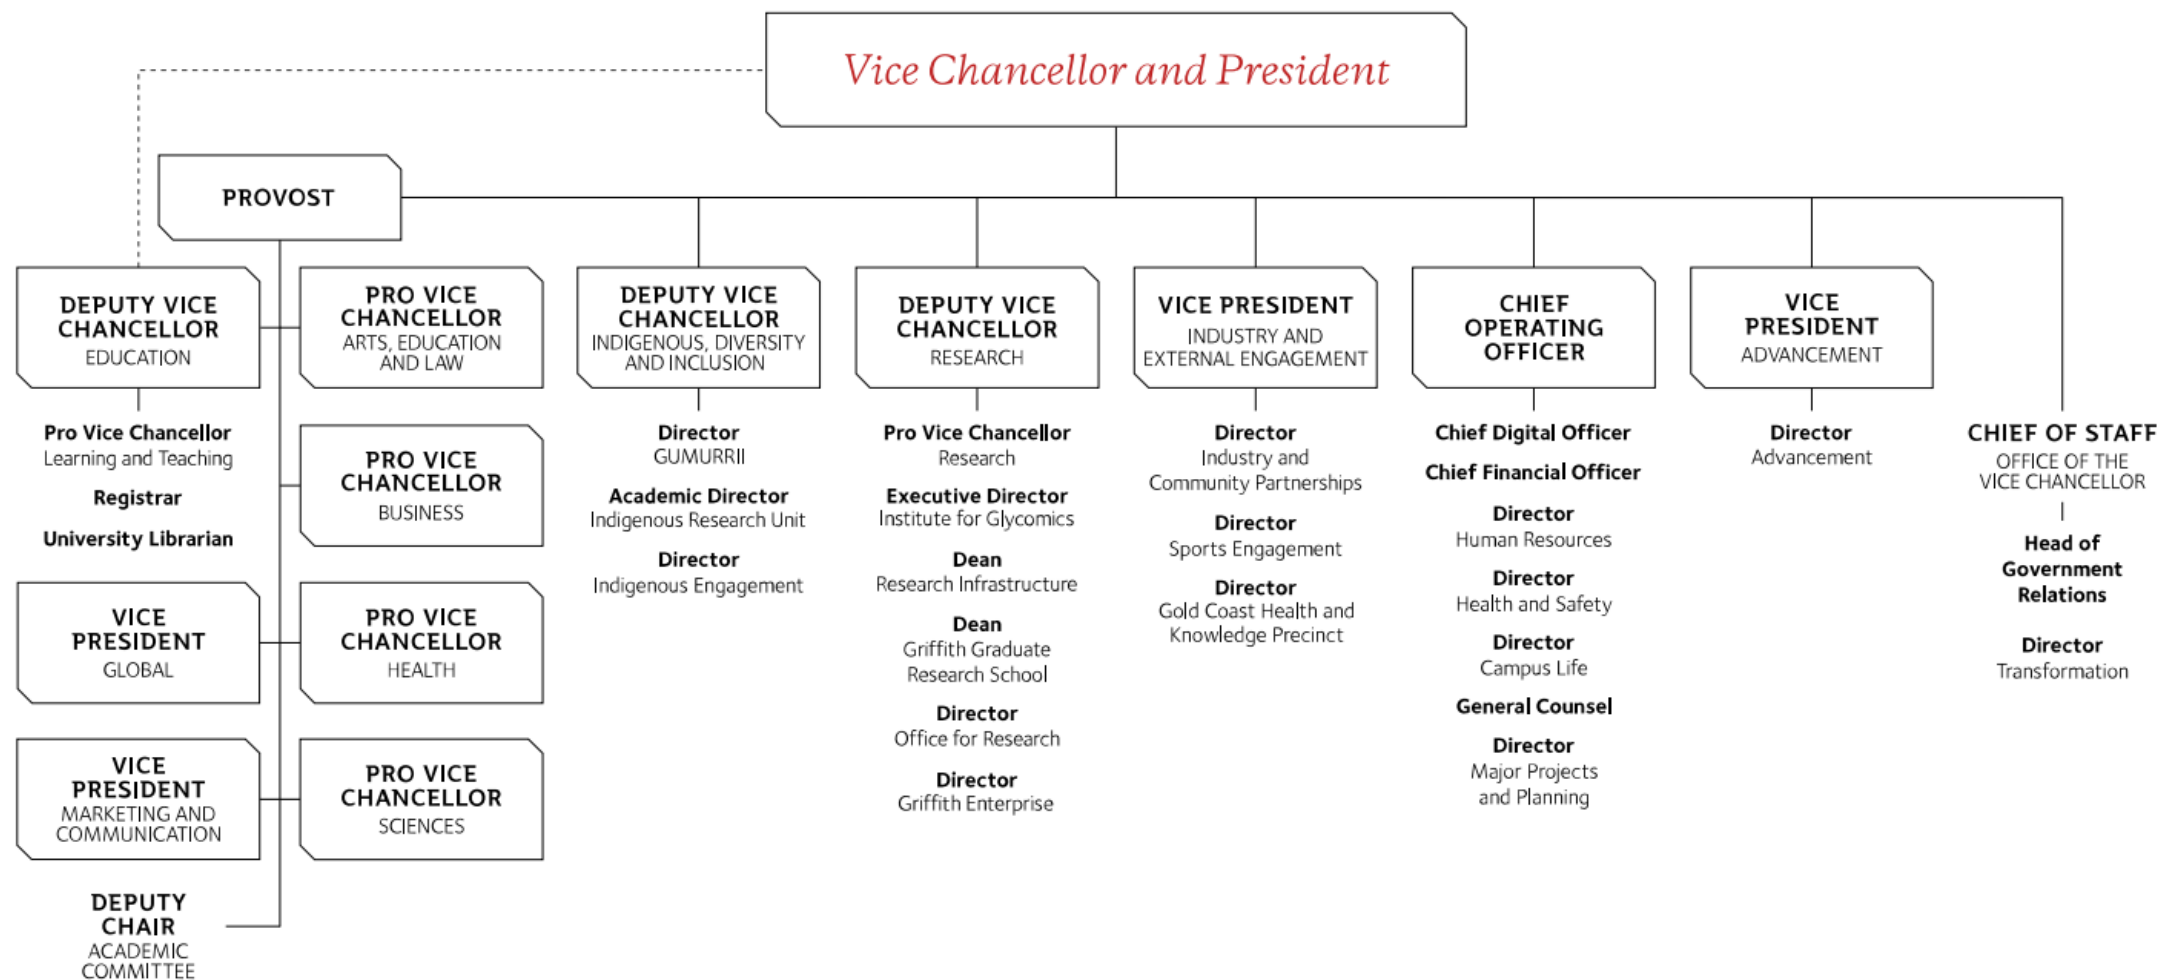 Vice Chancellor and President
PROVOST
DEPUTY VICE
CHANCELLOR
EDUCATION
Pro Vice Chancellor
Learning and Teaching
Registrar
University Librarian
VICE
PRESIDENT
GLOBAL
VICE
PRESIDENT
MARKETING AND
COMMUNICATION
DEPUTY
CHAIR
ACADEMIC
COMMITTEE
PRO VICE
CHANCELLOR
ARTS, EDUCATION
AND LAW
PRO VICE
CHANCELLOR
BUSINESS
PRO VICE
CHANCELLOR
HEALTH
PRO VICE
CHANCELLOR
SCIENCES
DEPUTY VICE
CHANCELLOR
INDIGENOUS, DIVERSITY
AND INCLUSION
Director
GUMURRII
Academic Director
Indigenous Research Unit
Director
Indigenous Engagement
DEPUTY VICE
CHANCELLOR
RESEARCH
Pro Vice Chancellor
Research
Executive Director
Institute for Glycomics
Dean
Research Infrastructure
Dean
Griffith Graduate
Research School
Director
Office for Research
Director
Griffith Enterprise
VICE PRESIDENT
INDUSTRY AND
EXTERNAL ENGAGEMENT
Director
Industry and
Community Partnerships
Director
Sports Engagement
Director
Gold Coast Health and
Knowledge Precinct
CHIEF
OPERATING
OFFICER
Chief Digital Officer
Chief Financial Officer
Director
Human Resources
Director
Health and Safety
Director
Campus Life
General Counsel
Director
Major Projects
and Planning
VICE
PRESIDENT
ADVANCEMENT
Director
Advancement
CHIEF OF STAFF
OFFICE OF THE
VICE CHANCELLOR
Head of
Government
Relations
Director
Transformation